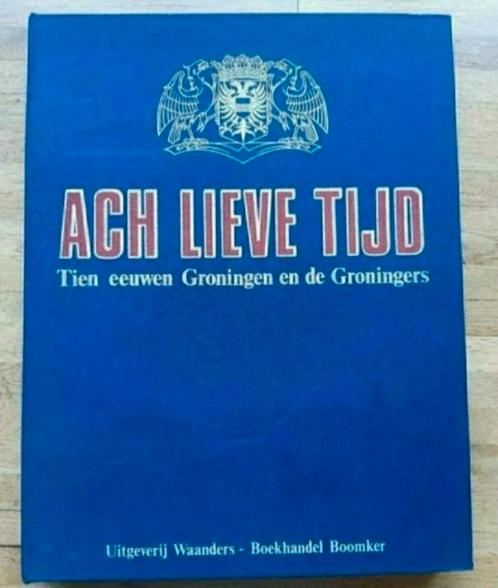 ACH LIEVE TIJD
Tien eeuwen Groningen en de Groningers
Uitgeverij Waanders - Boekhandel Boomker